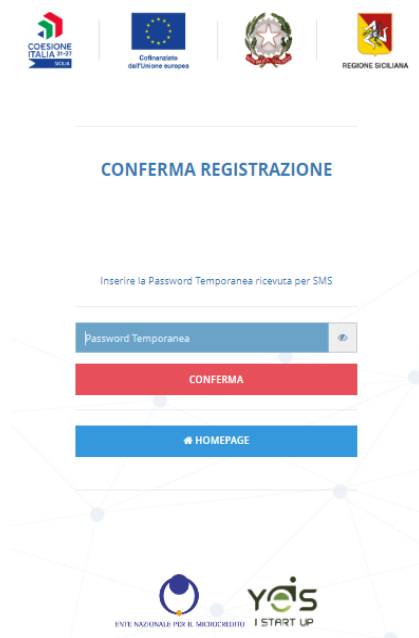 COESIONE
ITALIA 21-27
SICILIA
Cofinanziato
dall'Unione europea
REGIONE SICILIANA
CONFERMA REGISTRAZIONE
Inserire la Password Temporanea ricevuta per SMS
Password Temporanea
CONFERMA
HOMEPAGE
ENTE NAZIONALE PER IL MICROCREDITO
YeS
I START UP